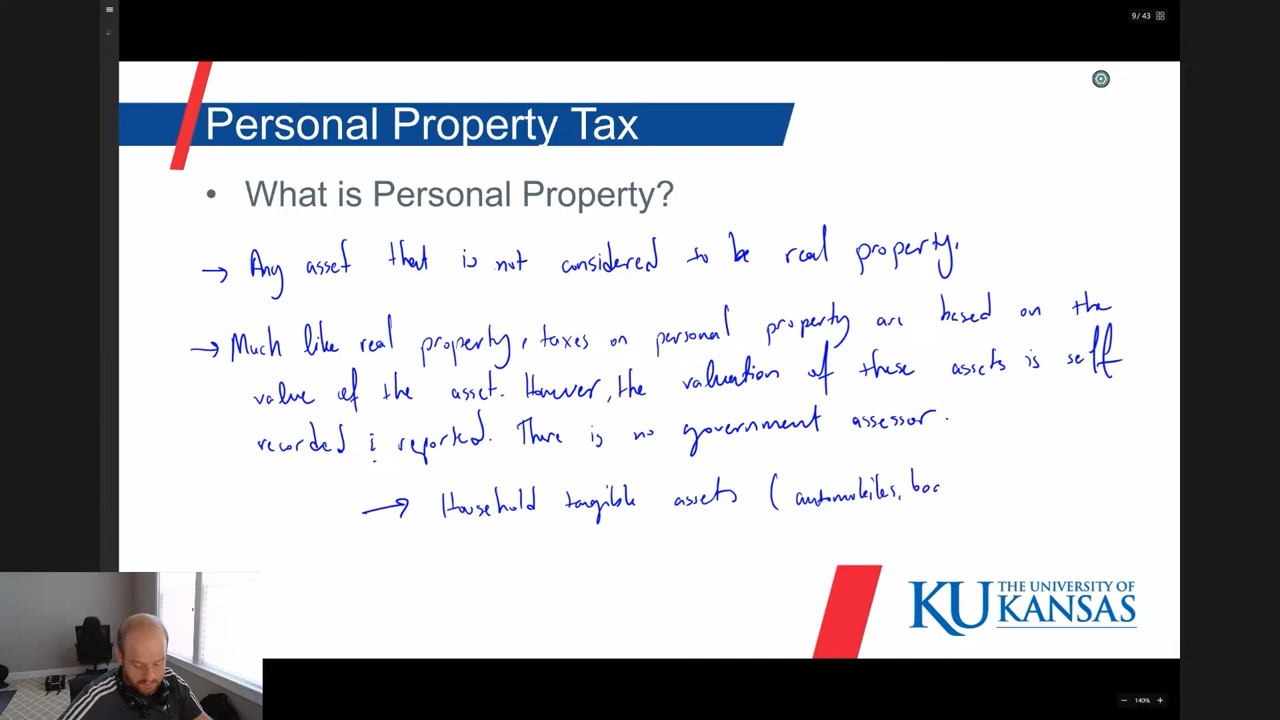 9 / 43
Personal Property Tax
• What is Personal Property?
→ Any asset that is not considered to be real property.
→ Much like real property, taxes on personal property are based on the
value of the asset. However, the valuation of these assets is self
recorded & reported. There is no government assessor.
→ Household tangible assets ( automobiles, boa
KU THE UNIVERSITY OF
KANSAS
− 140% +